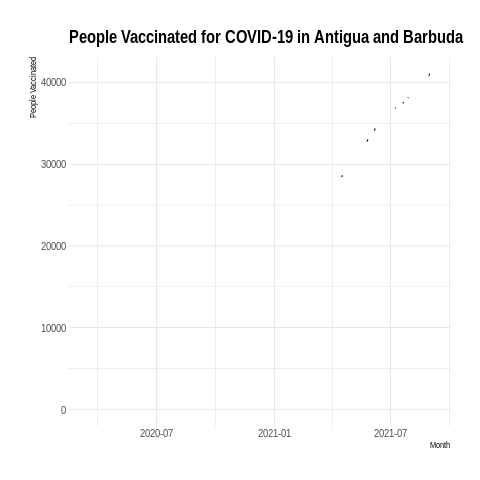 People Vaccinated for COVID-19 in Antigua and Barbuda
People Vaccinated
40000
30000
20000
10000
0
2020-07
2021-01
2021-07
Month